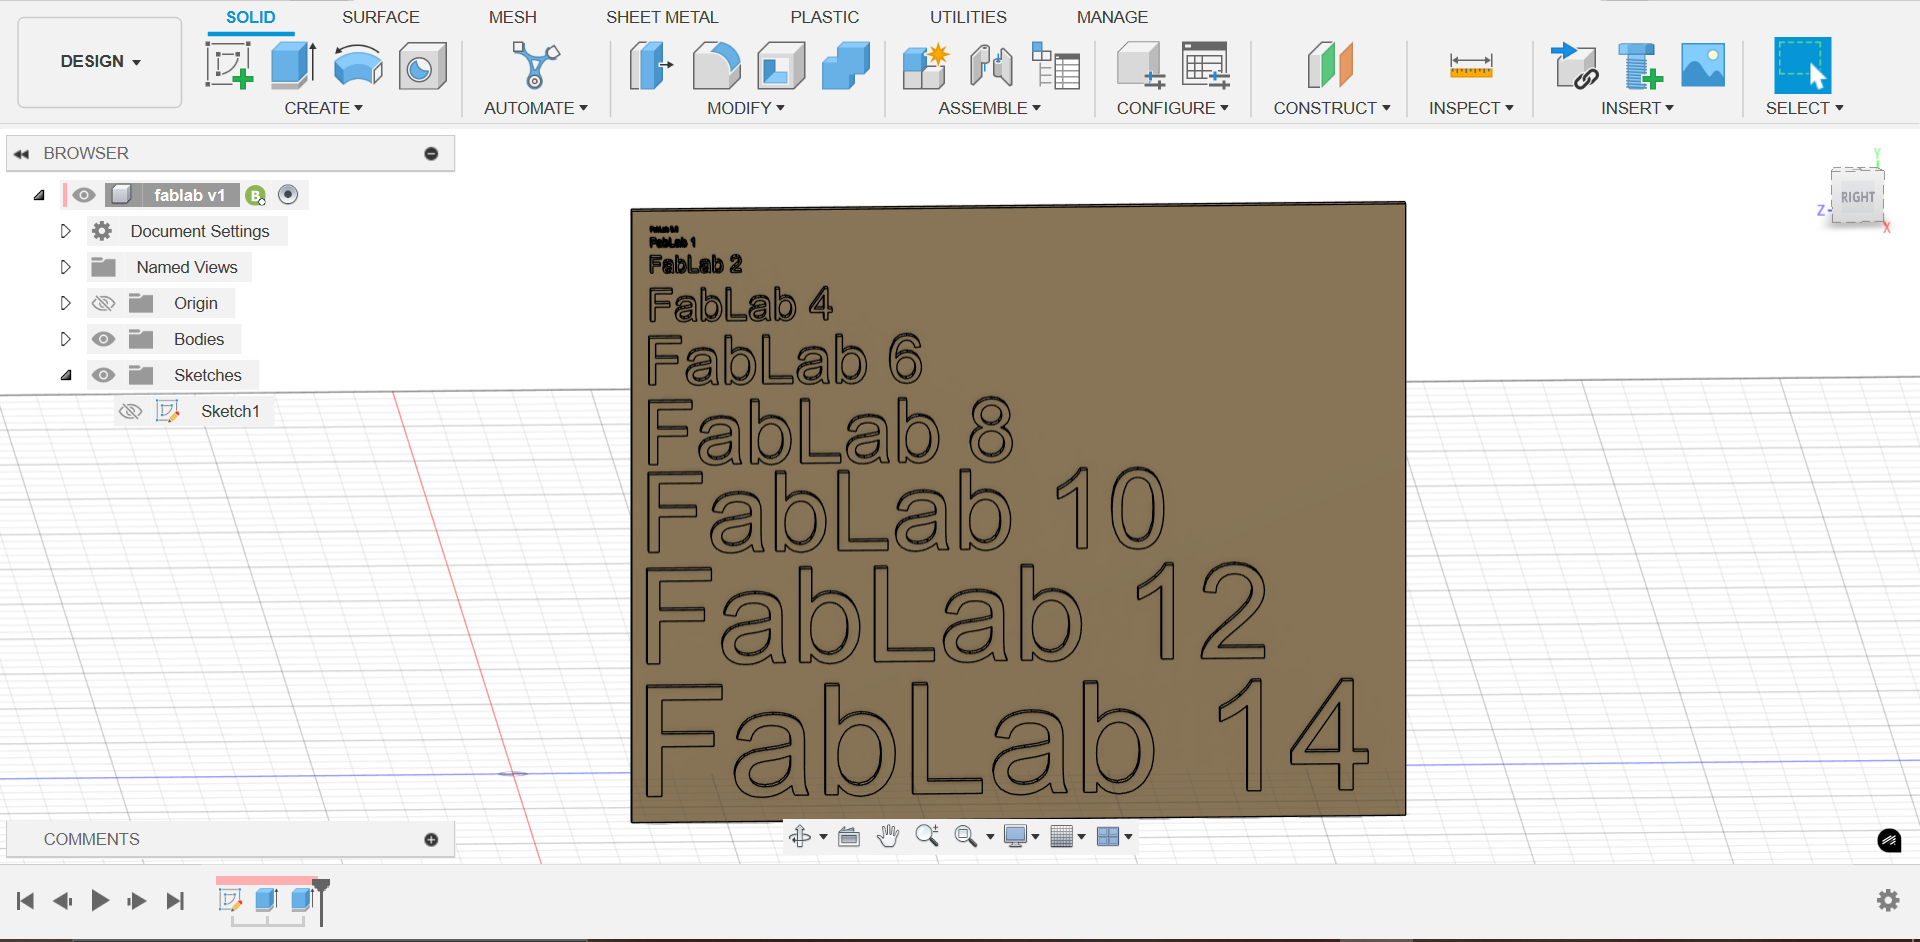 SOLID SURFACE MESH SHEET METAL PLASTIC UTILITIES MANAGE
DESIGN
CREATE AUTOMATE MODIFY ASSEMBLE CONFIGURE CONSTRUCT INSPECT INSERT SELECT
BROWSER
fablab v1 B
Document Settings
Named Views
Origin
Bodies
Sketches
Sketch1
Y
RIGHT
Z
X
FabLab 1
FabLab 2
FabLab 4
FabLab 6
FabLab 8
FabLab 10
FabLab 12
FabLab 14
COMMENTS